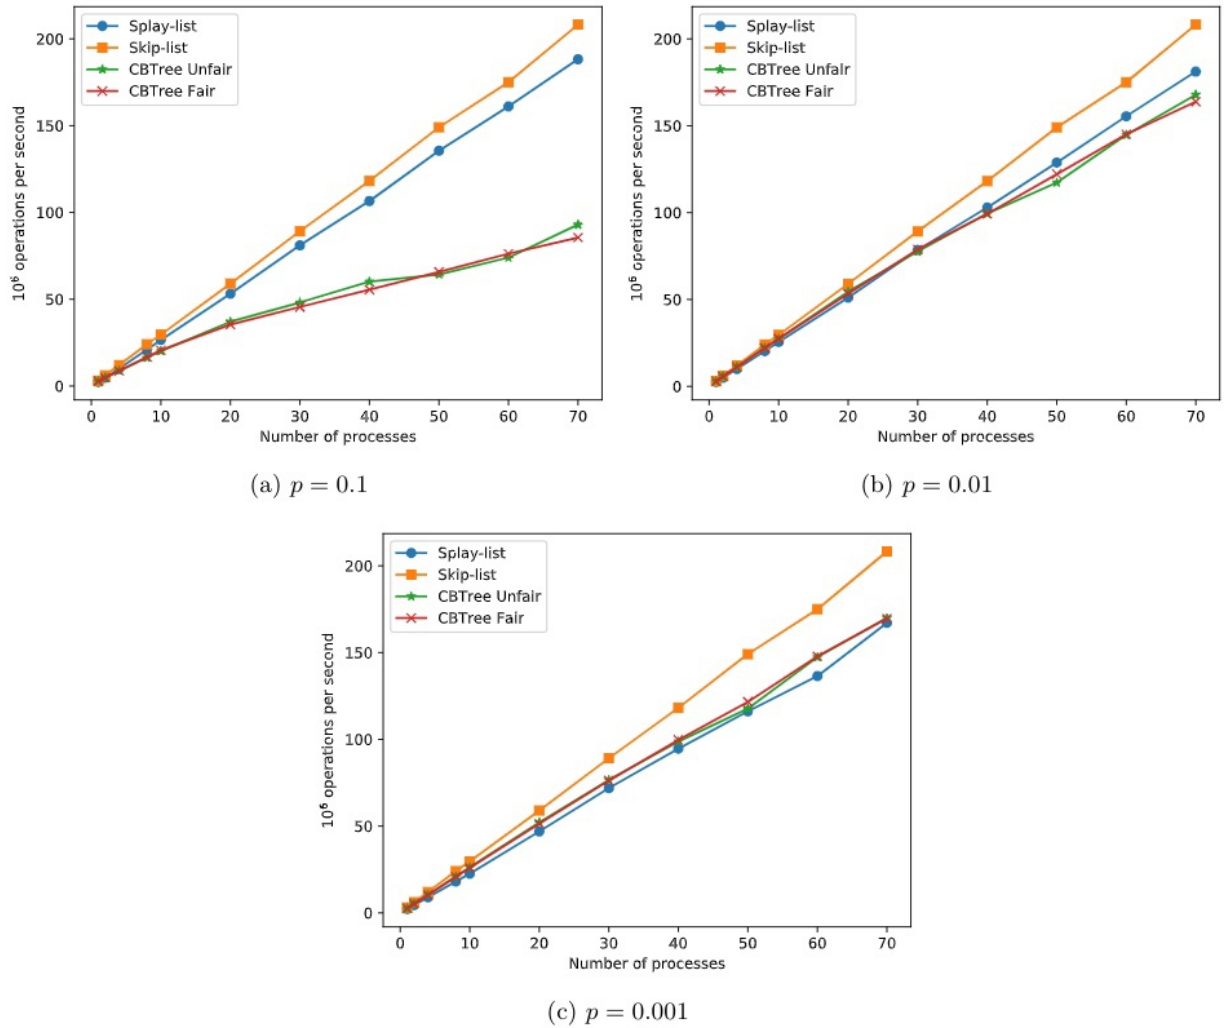 Splay-list
Skip-list
CBTree Unfair
CBTree Fair
200
150
100
50
0
10⁶ operations per second
0 10 20 30 40 50 60 70
Number of processes
(a) p = 0.1
Splay-list
Skip-list
CBTree Unfair
CBTree Fair
200
150
100
50
0
10⁶ operations per second
0 10 20 30 40 50 60 70
Number of processes
(b) p = 0.01
Splay-list
Skip-list
CBTree Unfair
CBTree Fair
200
150
100
50
0
10⁶ operations per second
0 10 20 30 40 50 60 70
Number of processes
(c) p = 0.001